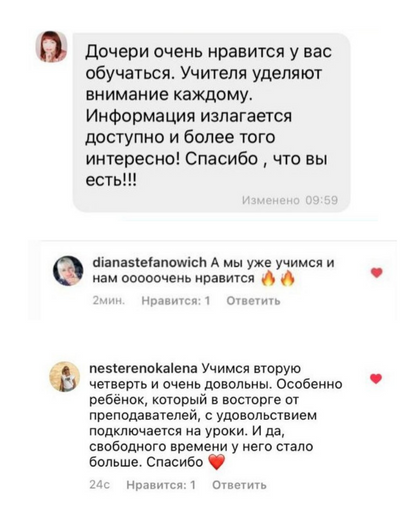 Дочери очень нравится у вас
обучаться. Учителя уделяют
внимание каждому.
Информация излагается
доступно и более того
интересно! Спасибо , что вы
есть!!!
Изменено 09:59
dianastefanowich А мы уже учимся и
нам ооооочень нравится 🔥🔥
2мин. Нравится: 1 Ответить
nesterenokalena Учимся вторую
четверть и очень довольны. Особенно
ребёнок, который в восторге от
преподавателей, с удовольствием
подключается на уроки. И да,
свободного времени у него стало
больше. Спасибо ❤️
24с Нравится: 1 Ответить